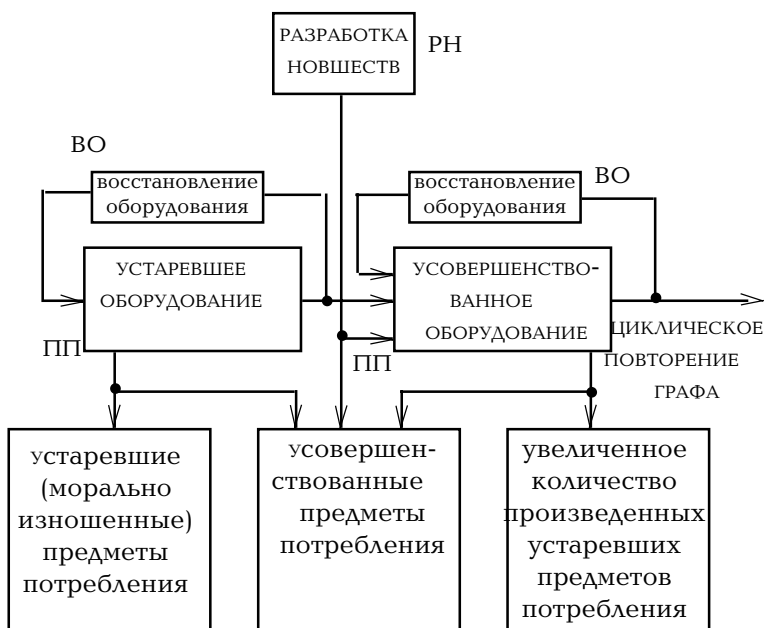 РАЗРАБОТКА
НОВШЕСТВ
РН
ВО
восстановление
оборудования
восстановление
оборудования
ВО
УСТАРЕВШЕЕ
ОБОРУДОВАНИЕ
УСОВЕРШЕНСТВО-
ВАННОЕ
ОБОРУДОВАНИЕ
ЦИКЛИЧЕСКОЕ
ПОВТОРЕНИЕ
ГРАФА
ПП
ПП
устаревшие
(морально
изношенные)
предметы
потребления
усовершен-
ствованные
предметы
потребления
увеличенное
количество
произведенных
устаревших
предметов
потребления